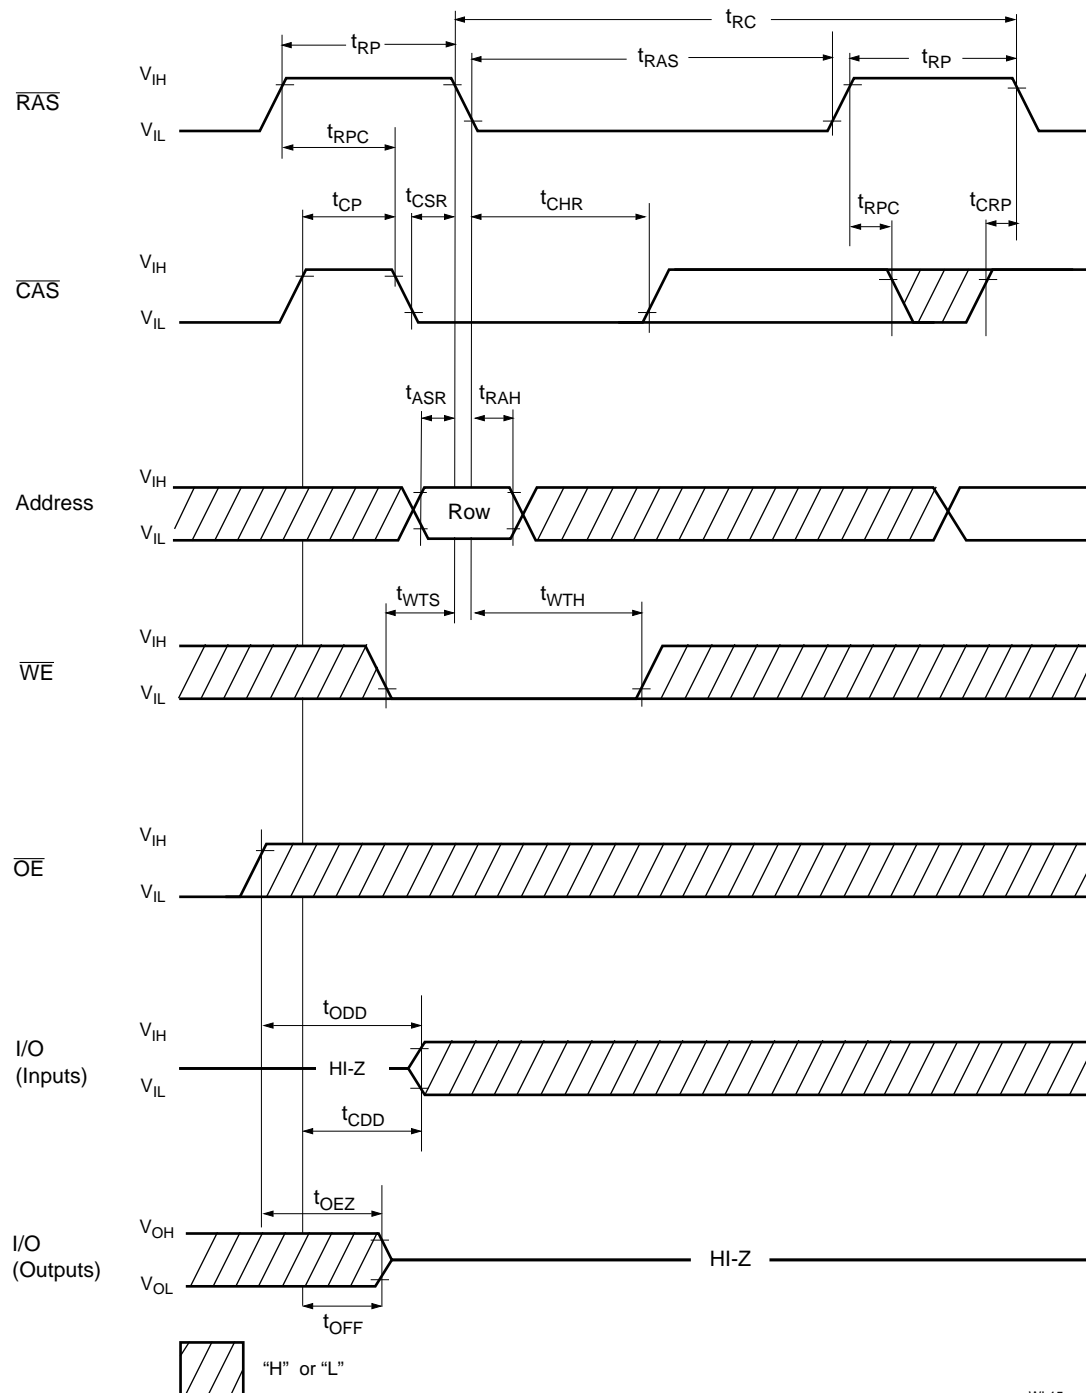 tRC
tRP
tRAS
tRP
VIH
RAS
VIL
tRPC
tCP
tCSR
tCHR
tRPC
tCRP
VIH
CAS
VIL
tASR
tRAH
VIH
Address
Row
VIL
tWTS
tWTH
VIH
WE
VIL
VIH
OE
VIL
tODD
VIH
I/O
(Inputs)
HI-Z
VIL
tCDD
tOEZ
VOH
I/O
(Outputs)
HI-Z
VOL
tOFF
“H” or “L”